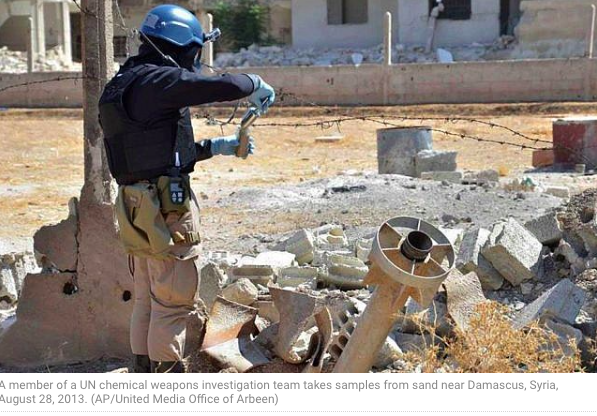 A member of a UN chemical weapons investigation team takes samples from sand near Damascus, Syria,
August 28, 2013. (AP/United Media Office of Arbeen)